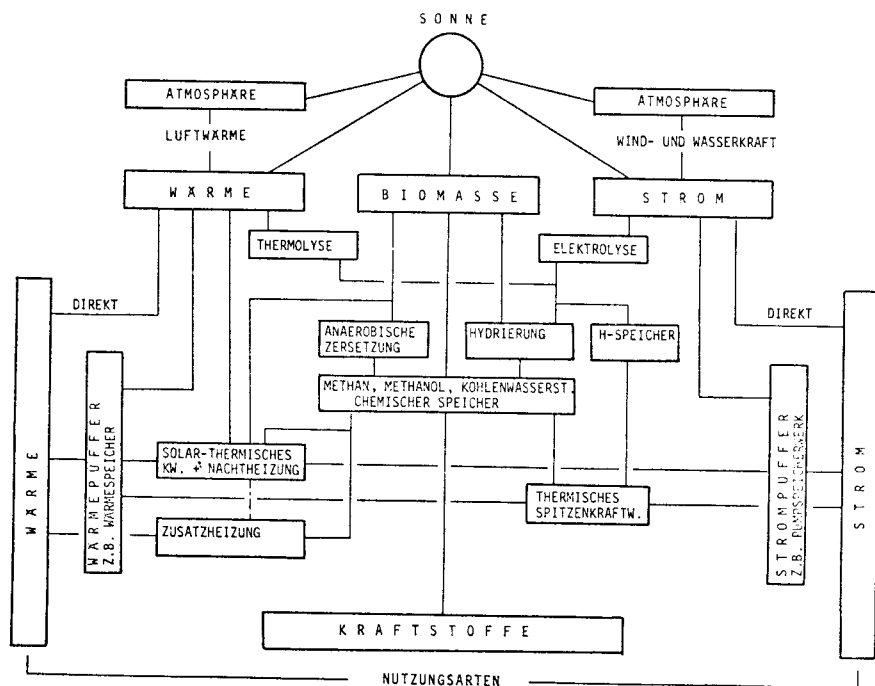 SONNE
ATMOSPHÄRE
ATMOSPHÄRE
LUFTWÄRME
WIND- UND WASSERKRAFT
WÄRME
BIOMASSE
STROM
THERMOLYSE
ELEKTROLYSE
DIREKT
DIREKT
ANAEROBISCHE
ZERSETZUNG
HYDRIERUNG
H-SPEICHER
METHAN, METHANOL, KOHLENWASSERST.
CHEMISCHER SPEICHER
WÄRME
WÄRMEPUFFER
Z.B. WÄRMESPEICHER
SOLAR-THERMISCHES
KW. + NACHTHEIZUNG
THERMISCHES
SPITZENKRAFTW.
ZUSATZHEIZUNG
STROMPUFFER
Z.B. PUMPSPEICHERWERK
STROM
KRAFTSTOFFE
NUTZUNGSARTEN